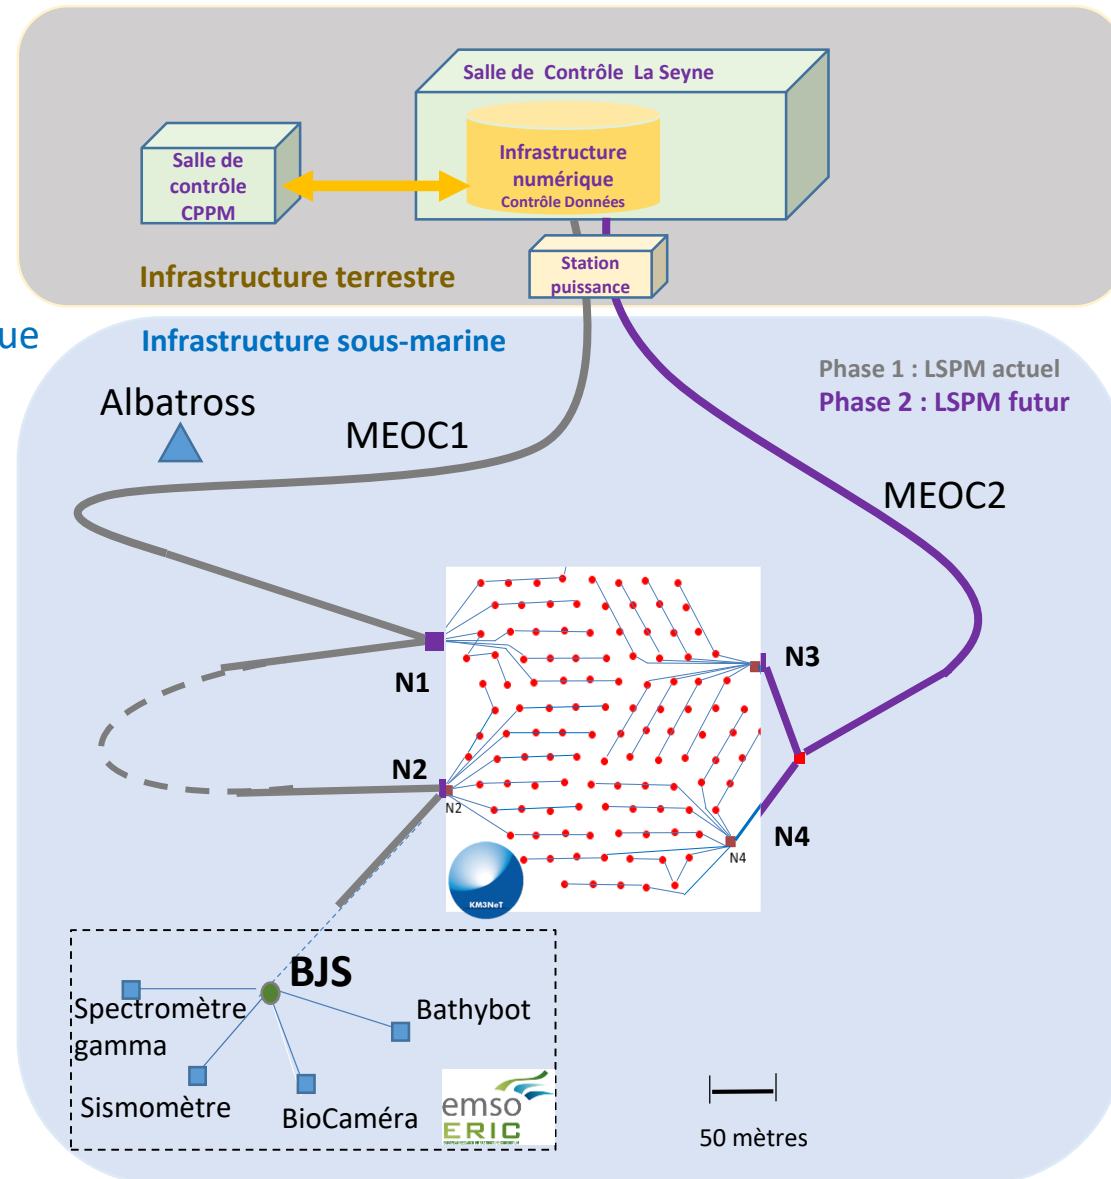 Salle de Contrôle La Seyne
Infrastructure
numérique
Contrôle Données
Salle de
contrôle
CPPM
Station
puissance
Infrastructure terrestre
ue
Infrastructure sous-marine
Phase 1 : LSPM actuel
Phase 2 : LSPM futur
Albatross
MEOC1
MEOC2
N1
N3
N2
N2
N4
N4
KM3NeT
BJS
Spectromètre
gamma
Bathybot
Sismomètre
BioCaméra
emso
ERIC
50 mètres